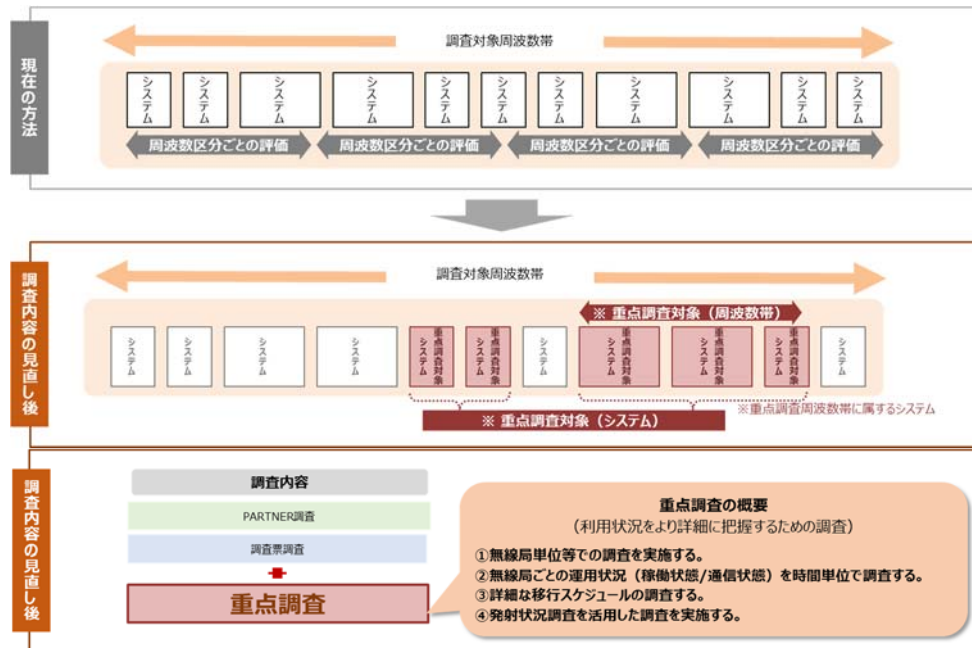 現在の方法
調査対象周波数帯
システム
システム
システム
システム
システム
システム
システム
システム
システム
システム
システム
周波数区分ごとの評価
周波数区分ごとの評価
周波数区分ごとの評価
周波数区分ごとの評価
調査内容の見直し後
調査対象周波数帯
※ 重点調査対象（周波数帯）
システム
システム
システム
システム
重点調査対象
システム
重点調査対象
システム
システム
重点調査対象
システム
重点調査対象
システム
重点調査対象
システム
システム
※ 重点調査対象（システム）
※重点調査周波数帯に属するシステム
調査内容の見直し後
調査内容
PARTNER調査
調査票調査
重点調査
重点調査の概要
（利用状況をより詳細に把握するための調査）
①無線局単位等での調査を実施する。
②無線局ごとの運用状況（稼働状態/通信状態）を時間単位で調査する。
③詳細な移行スケジュールの調査する。
④発射状況調査を活用した調査を実施する。